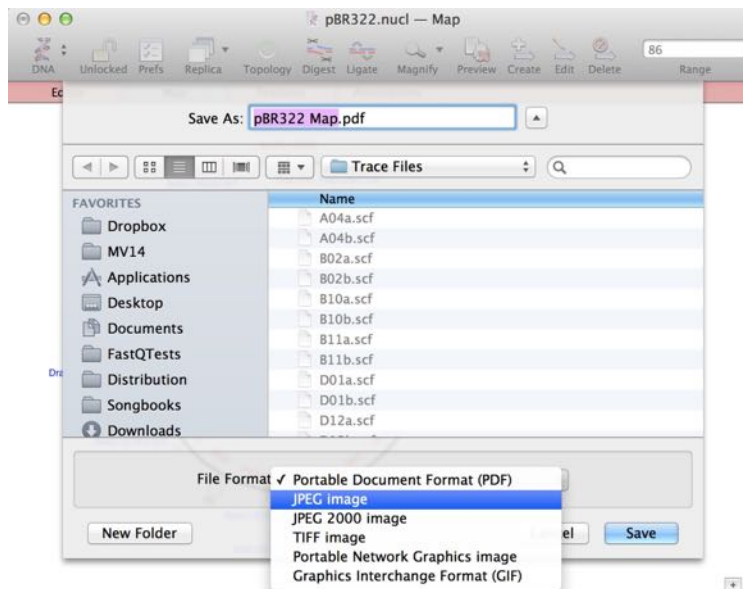 pBR322.nucl — Map
86
DNA Unlocked Prefs Replica Topology Digest Ligate Magnify Preview Create Edit Delete Range
Save As: pBR322 Map.pdf
Trace Files
FAVORITES
Dropbox
MV14
Applications
Desktop
Documents
FastQTests
Distribution
Songbooks
Downloads
Name
A04a.scf
A04b.scf
B02a.scf
B02b.scf
B10a.scf
B10b.scf
B11a.scf
B11b.scf
D01a.scf
D01b.scf
D12a.scf
File Format ✓ Portable Document Format (PDF)
JPEG image
JPEG 2000 image
TIFF image
Portable Network Graphics image
Graphics Interchange Format (GIF)
New Folder
Save